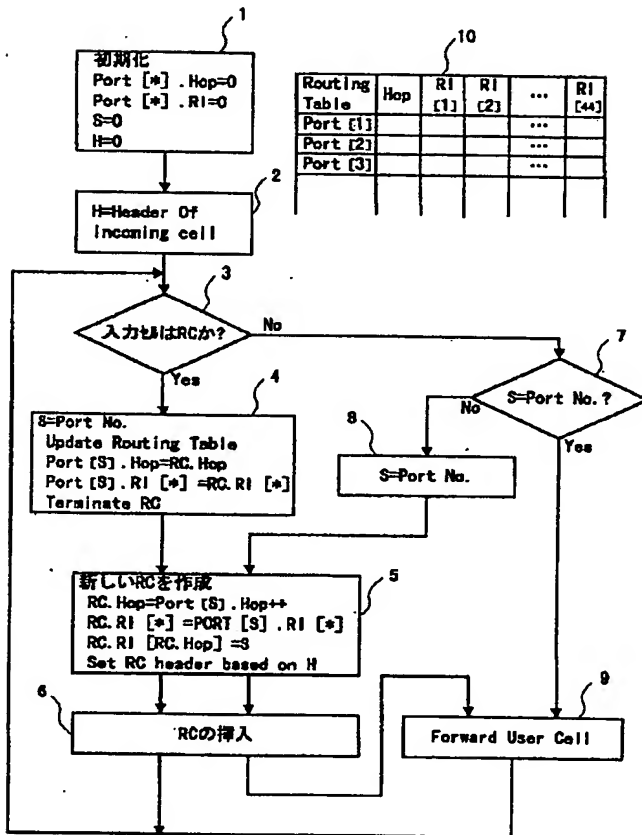 1
初期化
Port [*] .Hop=0
Port [*] .RI=0
S=0
H=0
10
Routing Table Hop RI [1] RI [2] ... RI [44]
Port [1] ...
Port [2] ...
Port [3] ...
2
H=Header Of
incoming cell
3
入力セルはRCか?
No
Yes
7
S=Port No.?
No
Yes
4
S=Port No.
Update Routing Table
Port [S] .Hop=RC.Hop
Port [S] .RI [*] =RC.RI [*]
Terminate RC
8
S=Port No.
5
新しいRCを作成
RC.Hop=Port [S] .Hop++
RC.RI [*] =PORT [S] .RI [*]
RC.RI [RC.Hop] =S
Set RC header based on H
6
RCの挿入
9
Forward User Cell